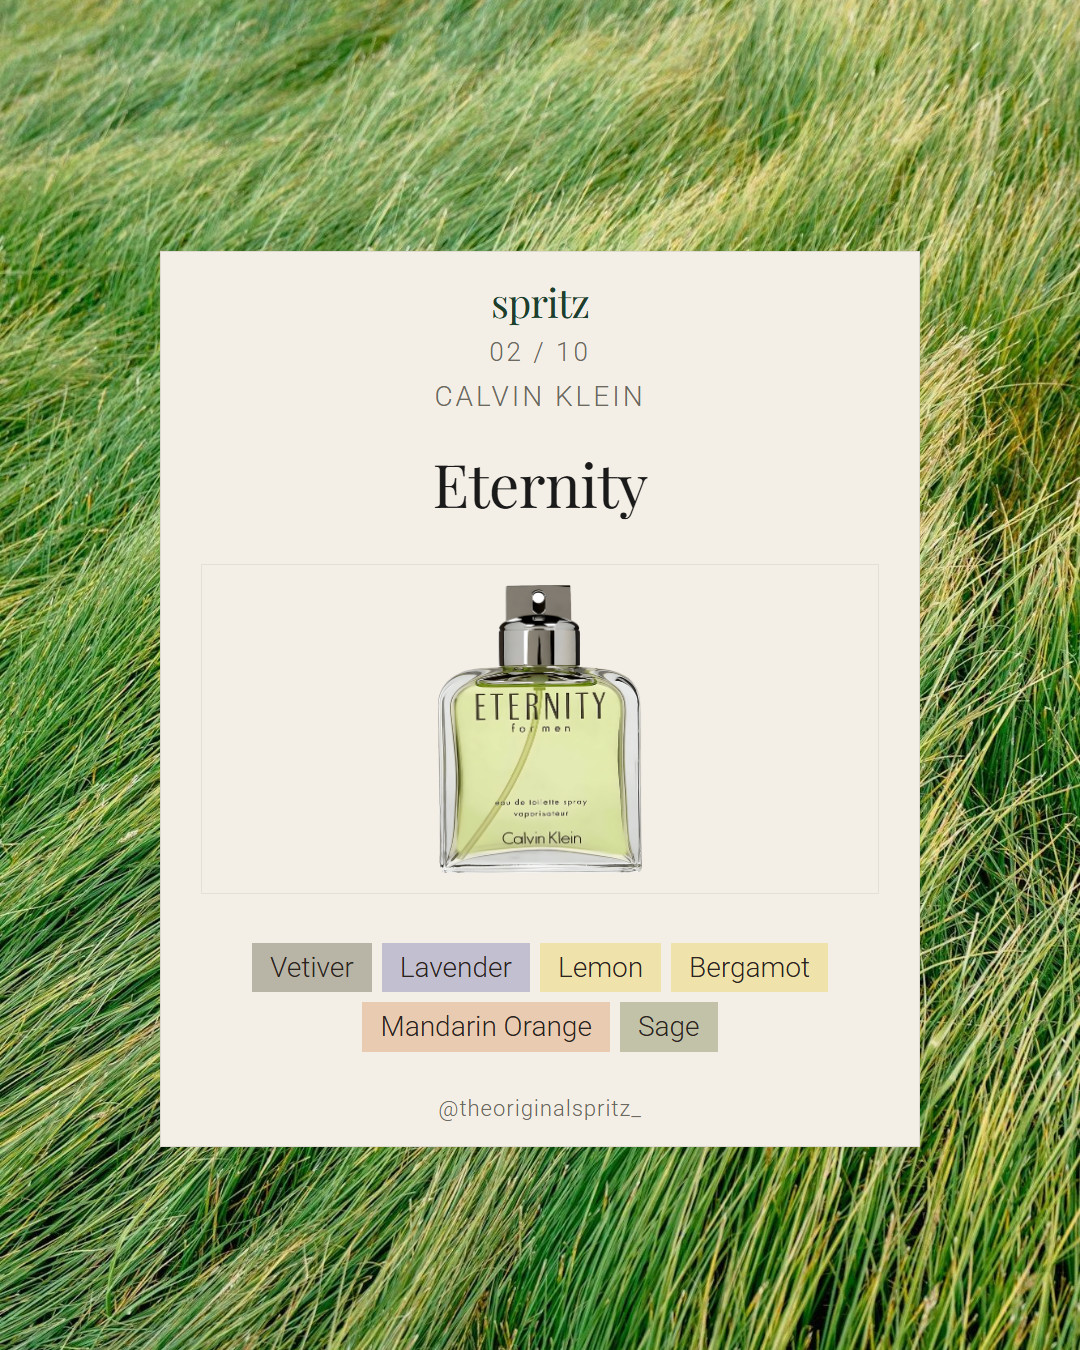 spritz
02 / 10
CALVIN KLEIN
Eternity
ETERNITY
for men
eau de toilette spray
vaporisateur
Calvin Klein
Vetiver Lavender Lemon Bergamot
Mandarin Orange Sage
@theoriginalspritz_